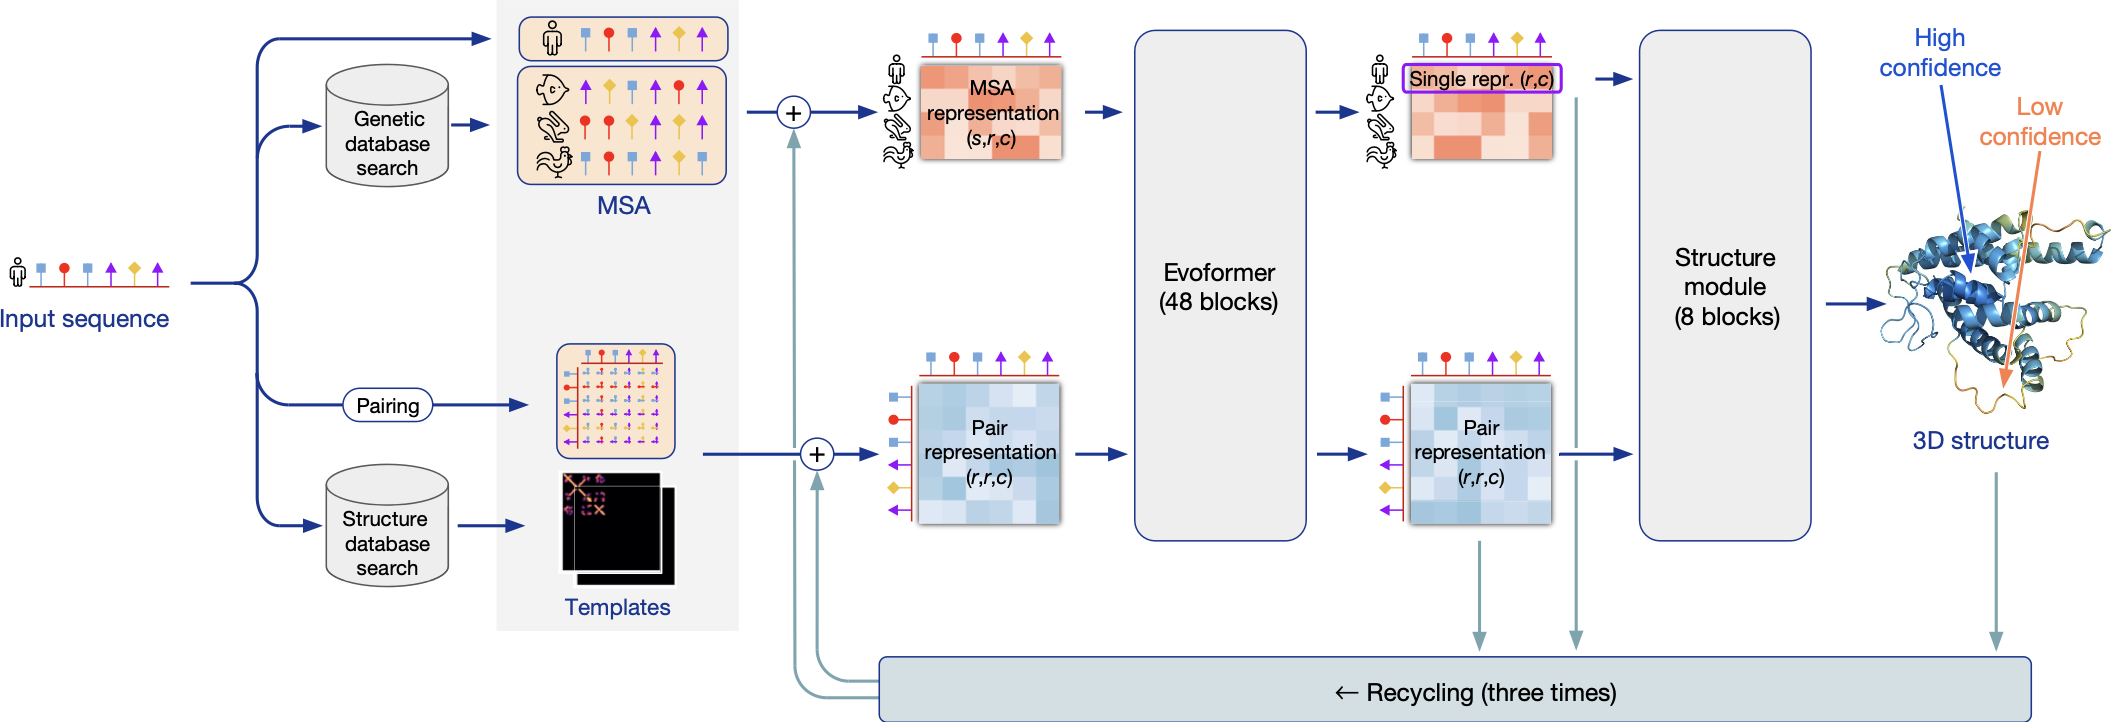 Input sequence
Genetic
database
search
MSA
Pairing
Structure
database
search
Templates
+
+
MSA
representation
(s,r,c)
Pair
representation
(r,r,c)
Evoformer
(48 blocks)
Single repr. (r,c)
Pair
representation
(r,r,c)
Structure
module
(8 blocks)
High
confidence
Low
confidence
3D structure
← Recycling (three times)